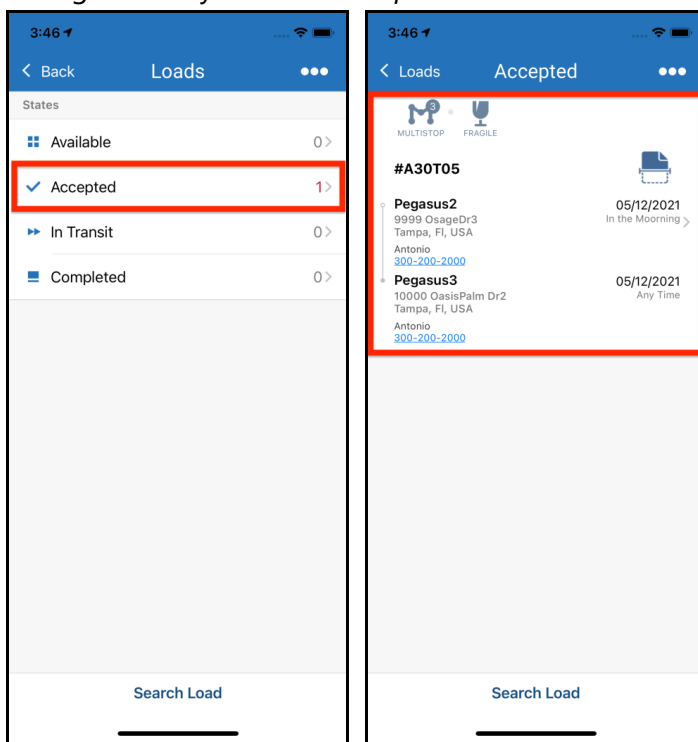 3:46
Back
Loads
States
Available
0
Accepted
1
In Transit
0
Completed
0
Search Load
3:46
Loads
Accepted
3
MULTISTOP
FRAGILE
#A30T05
Pegasus2
05/12/2021
9999 OsageDr3
In the Moorning
Tampa, Fl, USA
Antonio
300-200-2000
Pegasus3
05/12/2021
10000 OasisPalm Dr2
Any Time
Tampa, Fl, USA
Antonio
300-200-2000
Search Load